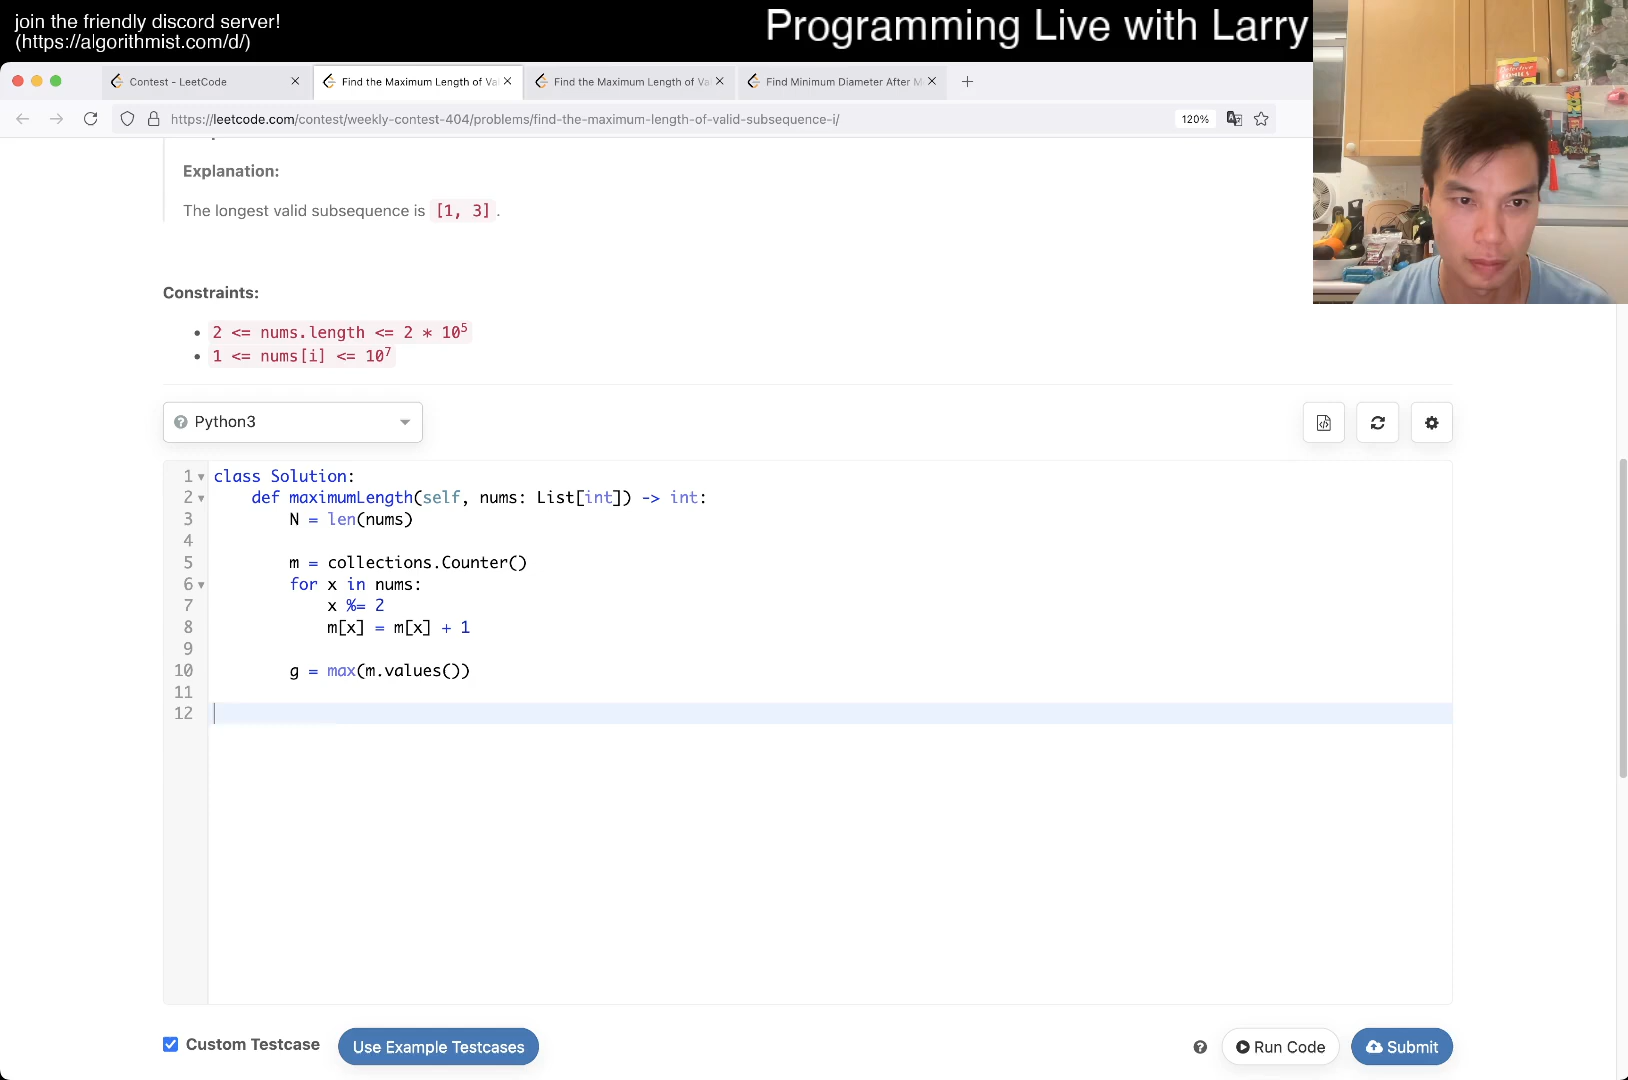 join the friendly discord server!
(https://algorithmist.com/d/)
Programming Live with Larry
Contest - LeetCode
Find the Maximum Length of Va
Find the Maximum Length of Va
Find Minimum Diameter After M
https://leetcode.com/contest/weekly-contest-404/problems/find-the-maximum-length-of-valid-subsequence-i/
120%
Explanation:
The longest valid subsequence is [1, 3].
Constraints:
2 <= nums.length <= 2 * 10⁵
1 <= nums[i] <= 10⁷
Python3
1 class Solution:
2     def maximumLength(self, nums: List[int]) -> int:
3         N = len(nums)
4
5         m = collections.Counter()
6         for x in nums:
7             x %= 2
8             m[x] = m[x] + 1
9
10         g = max(m.values())
11
12
Custom Testcase
Use Example Testcases
Run Code
Submit